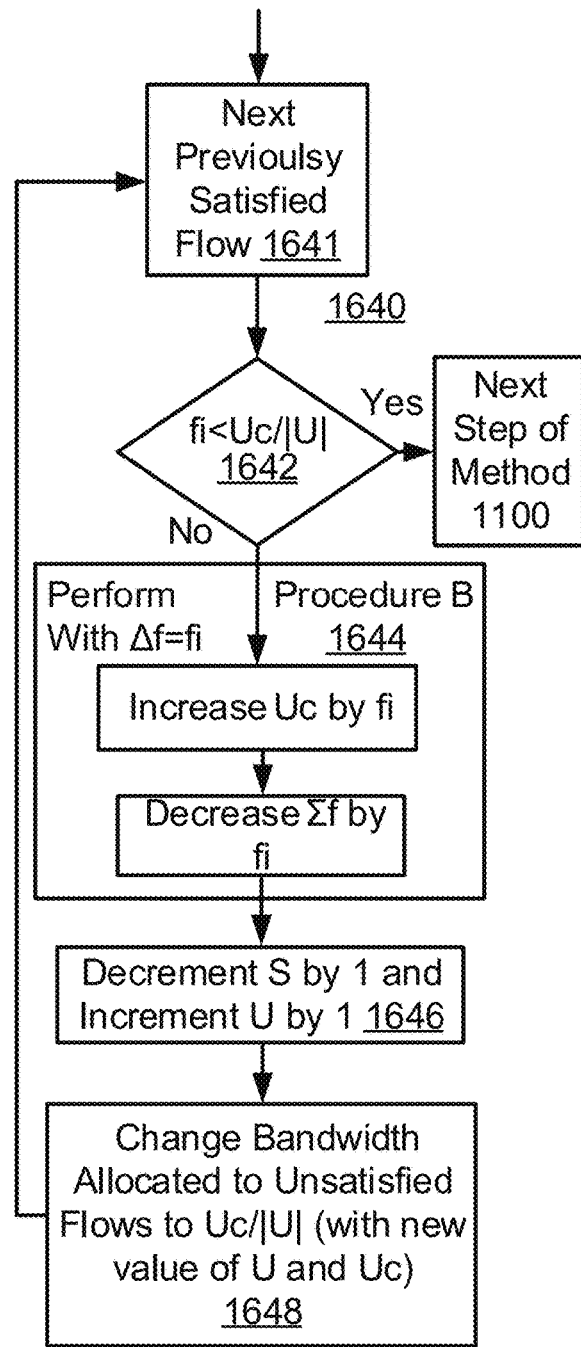 Next
Previoulsy
Satisfied
Flow 1641
1640
fi<Uc/|U|
1642
Yes
Next
Step of
Method
1100
No
Perform
With Δf=fi
Procedure B
1644
Increase Uc by fi
Decrease Σf by
fi
Decrement S by 1 and
Increment U by 1 1646
Change Bandwidth
Allocated to Unsatisfied
Flows to Uc/|U| (with new
value of U and Uc)
1648